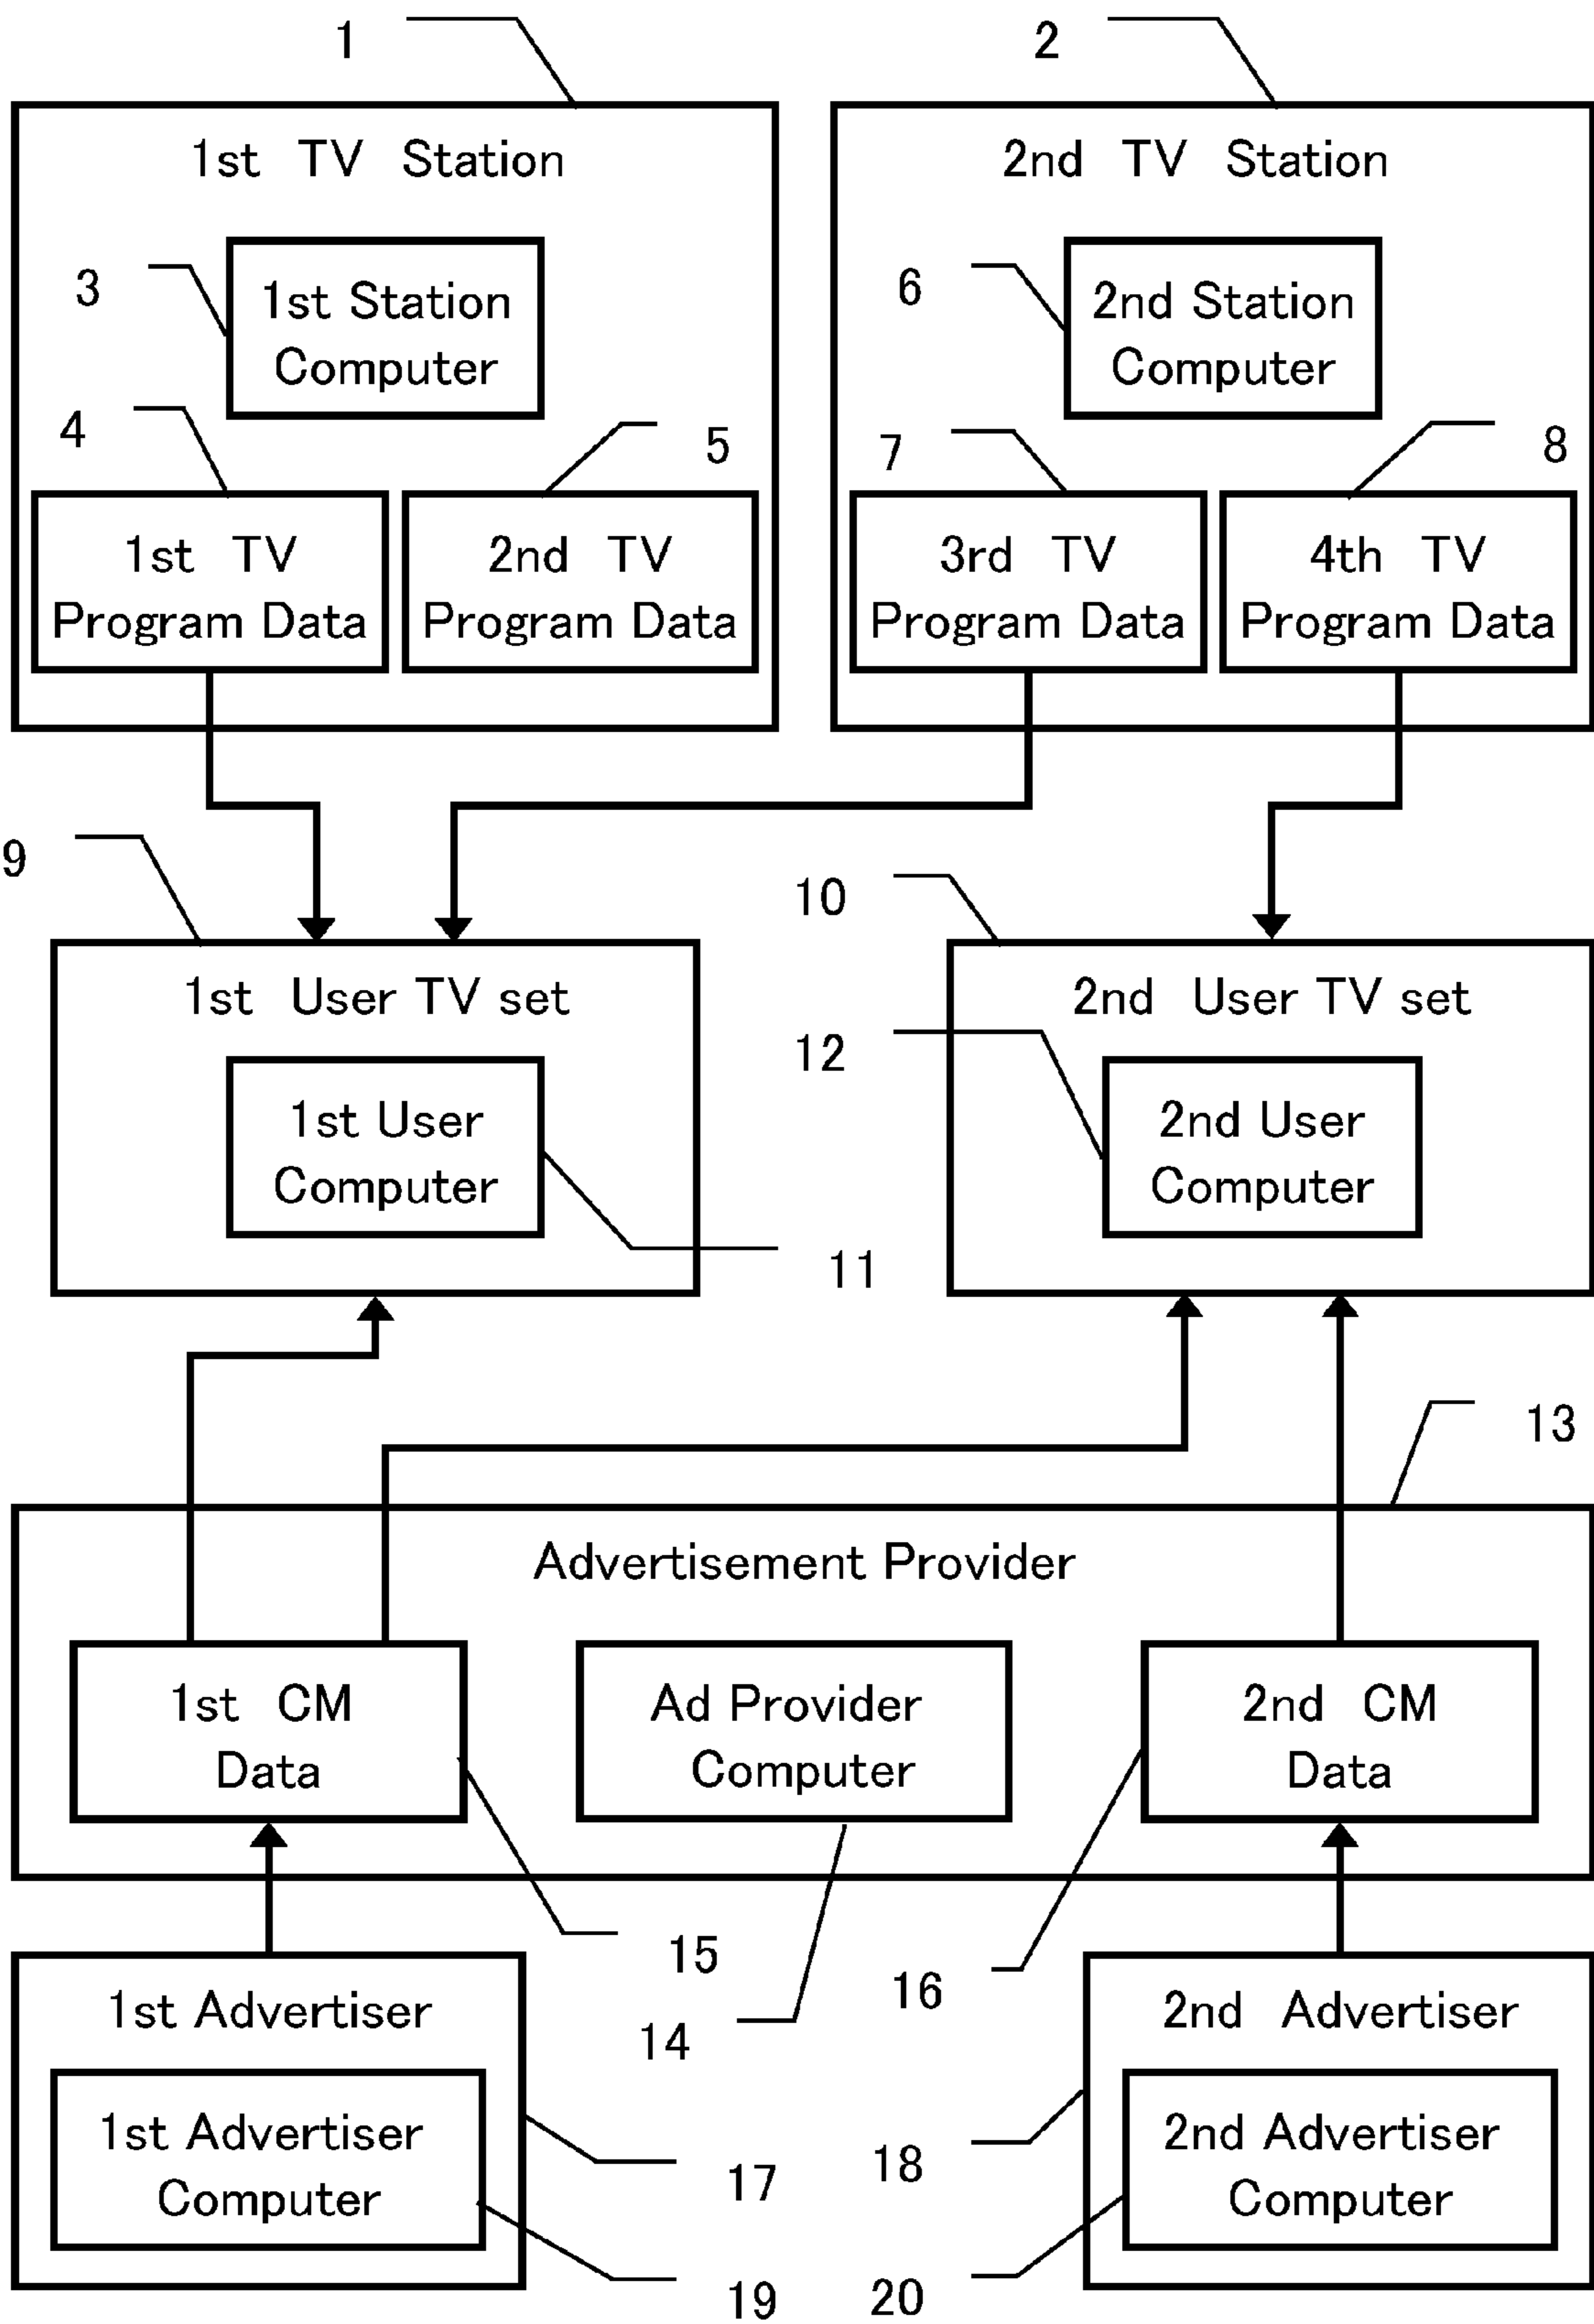 1
2
1st TV Station
2nd TV Station
3
1st Station
Computer
6
2nd Station
Computer
4
5
7
8
1st TV
Program Data
2nd TV
Program Data
3rd TV
Program Data
4th TV
Program Data
9
10
1st User TV set
2nd User TV set
12
1st User
Computer
2nd User
Computer
11
13
Advertisement Provider
1st CM
Data
Ad Provider
Computer
2nd CM
Data
15
16
14
1st Advertiser
2nd Advertiser
1st Advertiser
Computer
17
18
2nd Advertiser
Computer
19
20